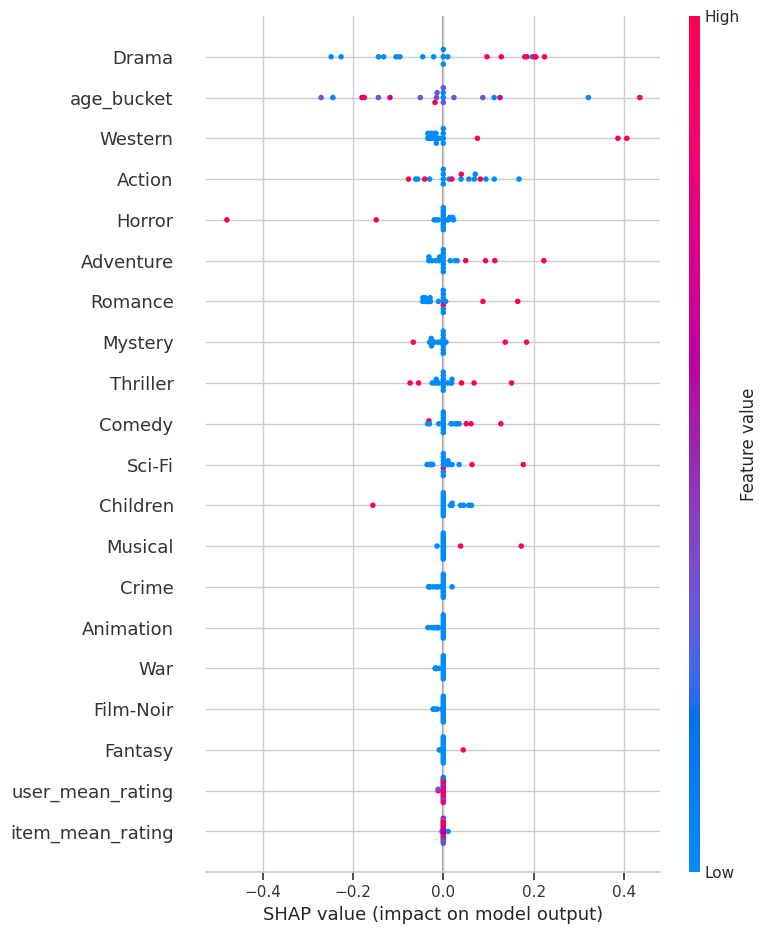 High
Drama
age_bucket
Western
Action
Horror
Adventure
Romance
Mystery
Thriller
Comedy
Sci-Fi
Children
Musical
Crime
Animation
War
Film-Noir
Fantasy
user_mean_rating
item_mean_rating
Feature value
Low
−0.4 −0.2 0.0 0.2 0.4
SHAP value (impact on model output)